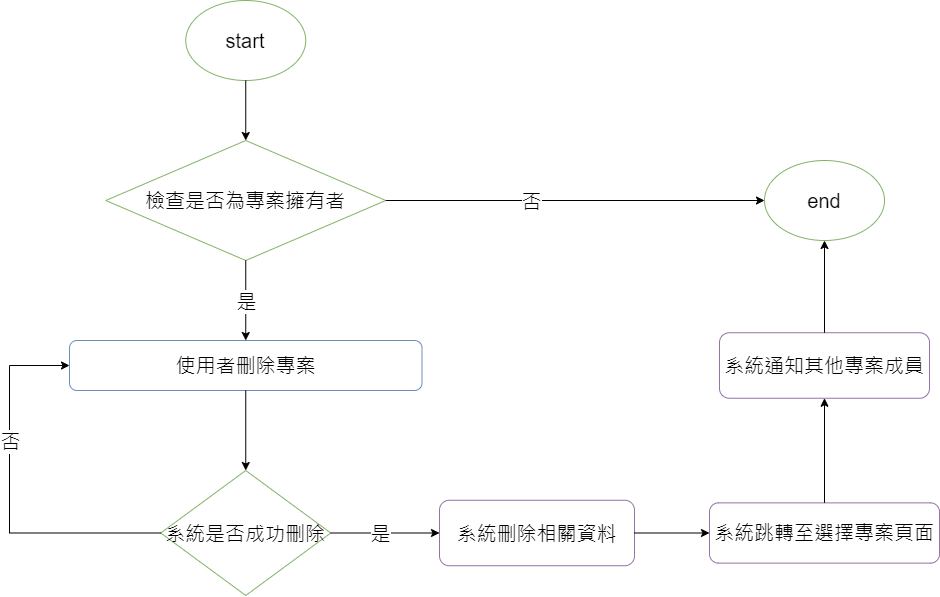 start
檢查是否為專案擁有者
否
end
是
使用者刪除專案
系統通知其他專案成員
否
系統是否成功刪除
是
系統刪除相關資料
系統跳轉至選擇專案頁面